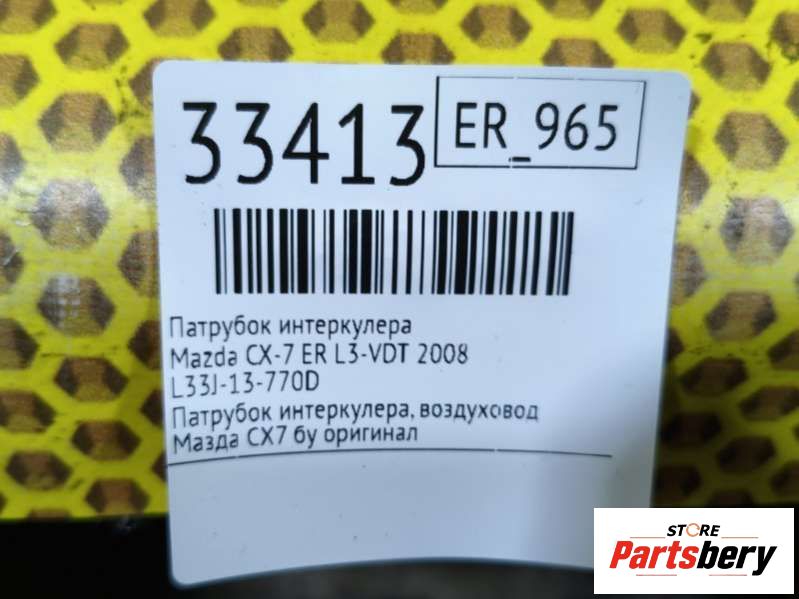 33413
ER_965
Патрубок интеркулера
Mazda CX-7 ER L3-VDT 2008
L33J-13-770D
Патрубок интеркулера, воздуховод
Мазда СХ7 бу оригинал
STORE
Partsbery